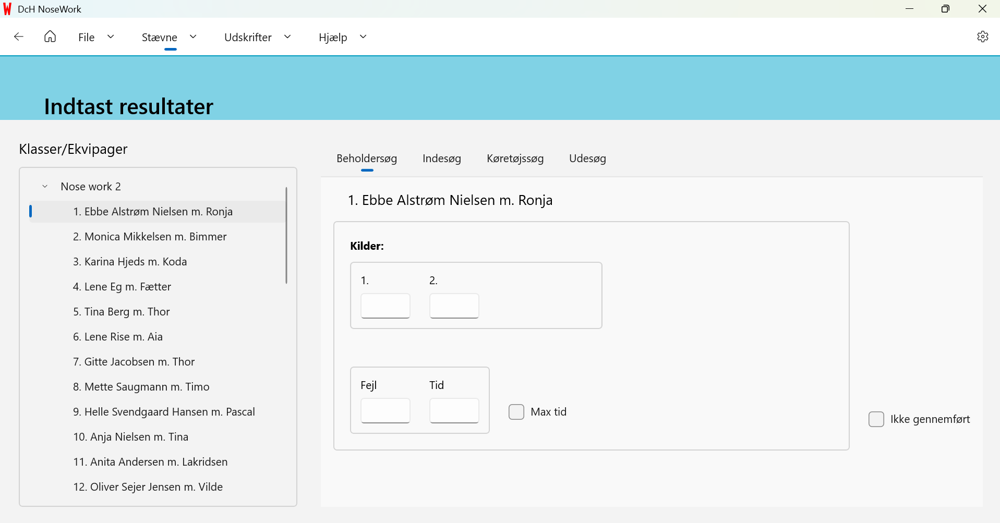 DcH NoseWork
File
Stævne
Udskrifter
Hjælp
Indtast resultater
Klasser/Ekvipager
Nose work 2
1. Ebbe Alstrøm Nielsen m. Ronja
2. Monica Mikkelsen m. Bimmer
3. Karina Hjeds m. Koda
4. Lene Eg m. Fætter
5. Tina Berg m. Thor
6. Lene Rise m. Aia
7. Gitte Jacobsen m. Thor
8. Mette Saugmann m. Timo
9. Helle Svendgaard Hansen m. Pascal
10. Anja Nielsen m. Tina
11. Anita Andersen m. Lakridsen
12. Oliver Sejer Jensen m. Vilde
Beholdersøg
Indesøg
Køretøjssøg
Udesøg
1. Ebbe Alstrøm Nielsen m. Ronja
Kilder:
1.
2.
Fejl
Tid
Max tid
Ikke gennemført